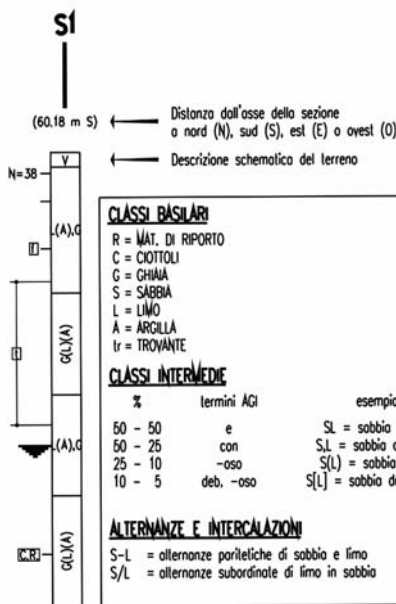 S1
(60.18 m S)
Distanza dall'asse della sezione
a nord (N), sud (S), est (E) o ovest (O)
V
Descrizione schematica del terreno
N=38
.(A).G
f
G(L)(A)
f
.(A).G
C.R.
G(L)(A)
CLASSI BASILARI
R = MAT. DI RIPORTO
C = CIOTTOLI
G = GHIAIA
S = SABBIA
L = LIMO
A = ARGILLA
tr = TROVANTE
CLASSI INTERMEDIE
% termini AGI esempio
50 - 50 e SL = sabbia
50 - 25 con S,L = sabbia
25 - 10 -oso S(L) = sabbia
10 - 5 deb. -oso S[L] = sabbia
ALTERNANZE E INTERCALAZIONI
S-L = alternanze paritetiche di sabbia e limo
S/L = alternanze subordinate di limo in sabbia